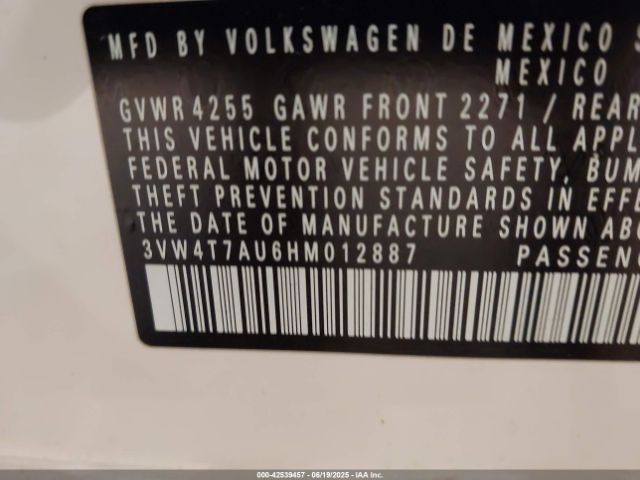 MFD BY VOLKSWAGEN DE MEXICO
MEXICO
GVWR 4255 GAWR FRONT 2271 / REAR
THIS VEHICLE CONFORMS TO ALL APPL
FEDERAL MOTOR VEHICLE SAFETY, BUM
THEFT PREVENTION STANDARDS IN EFFE
THE DATE OF MANUFACTURE SHOWN ABO
3VW4T7AU6HM012887 PASSENG
000-42539457 - 06/19/2025 - IAA Inc.